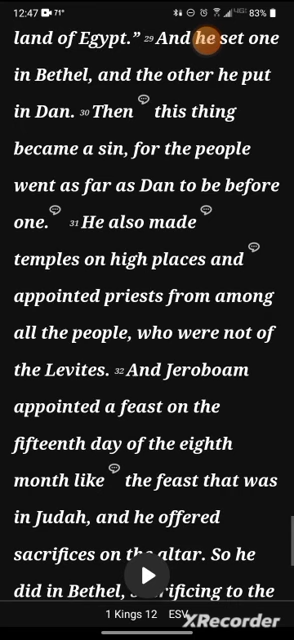 12:47 71° 83%
land of Egypt.” 29 And he set one
in Bethel, and the other he put
in Dan. 30 Then this thing
became a sin, for the people
went as far as Dan to be before
one. 31 He also made
temples on high places and
appointed priests from among
all the people, who were not of
the Levites. 32 And Jeroboam
appointed a feast on the
fifteenth day of the eighth
month like the feast that was
in Judah, and he offered
sacrifices on the altar. So he
did in Bethel, sacrificing to the
1 Kings 12 ESV
XRecorder